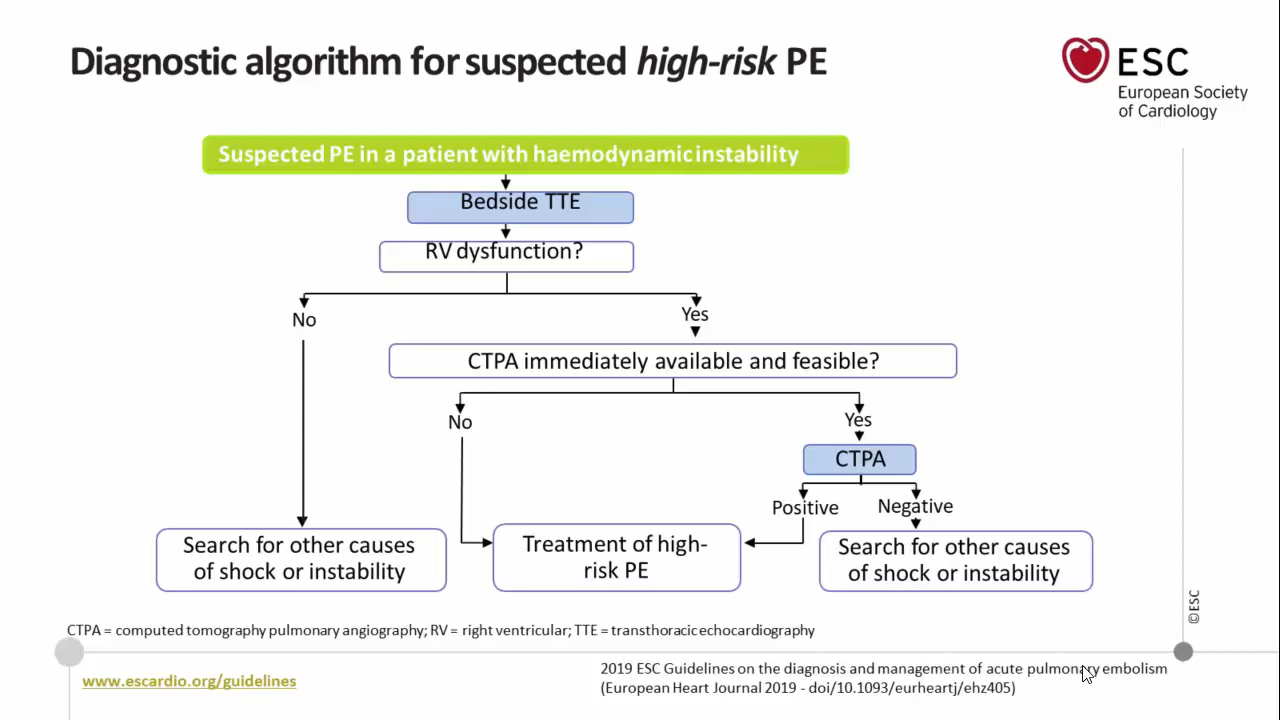 Diagnostic algorithm for suspected high-risk PE
ESC
European Society
of Cardiology
Suspected PE in a patient with haemodynamic instability
Bedside TTE
RV dysfunction?
No
Yes
CTPA immediately available and feasible?
No
Yes
CTPA
Positive
Negative
Search for other causes
of shock or instability
Treatment of high-
risk PE
Search for other causes
of shock or instability
©ESC
CTPA = computed tomography pulmonary angiography; RV = right ventricular; TTE = transthoracic echocardiography
www.escardio.org/guidelines
2019 ESC Guidelines on the diagnosis and management of acute pulmonary embolism
(European Heart Journal 2019 - doi/10.1093/eurheartj/ehz405)